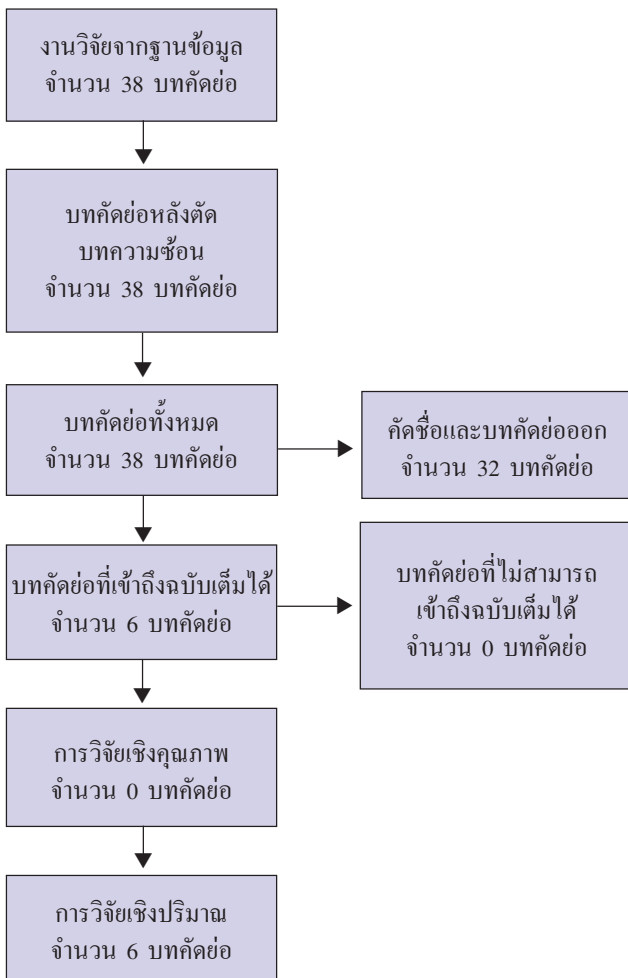 งานวิจัยจากฐานข้อมูล
จำนวน 38 บทคัดย่อ
บทคัดย่อหลังตัด
บทความซ้อน
จำนวน 38 บทคัดย่อ
บทคัดย่อทั้งหมด
จำนวน 38 บทคัดย่อ
คัดชื่อและบทคัดย่อออก
จำนวน 32 บทคัดย่อ
บทคัดย่อที่เข้าถึงฉบับเต็มได้
จำนวน 6 บทคัดย่อ
บทคัดย่อที่ไม่สามารถ
เข้าถึงฉบับเต็มได้
จำนวน 0 บทคัดย่อ
การวิจัยเชิงคุณภาพ
จำนวน 0 บทคัดย่อ
การวิจัยเชิงปริมาณ
จำนวน 6 บทคัดย่อ